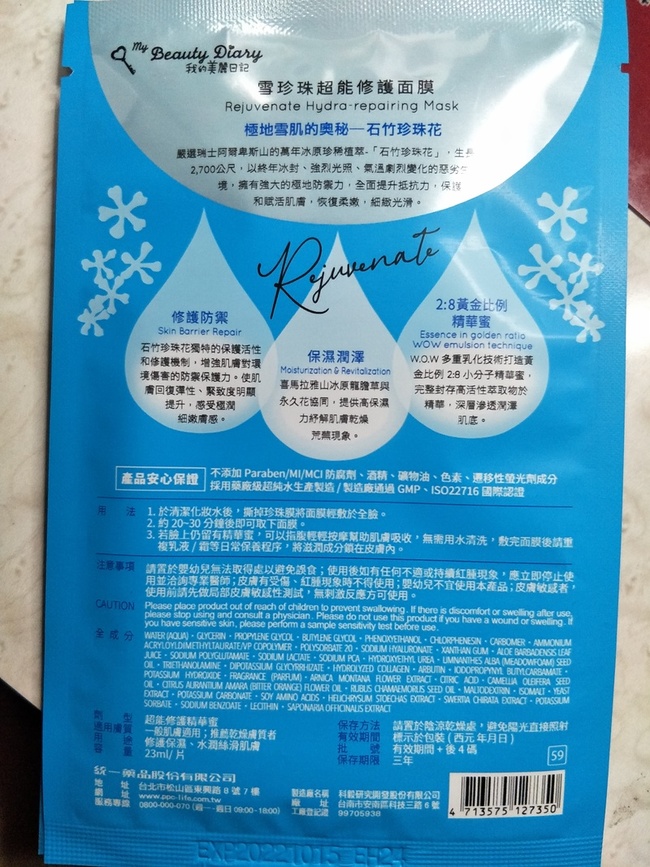 My Beauty Diary
我的美麗日記
雪珍珠超能修護面膜
Rejuvenate Hydra-repairing Mask
極地雪肌的奧秘—石竹珍珠花
嚴選瑞士阿爾卑斯山的萬年冰原珍稀植萃-「石竹珍珠花」，生長
2,700公尺，以終年冰封、強烈光照、氣溫劇烈變化的惡劣
境，擁有強大的極地防禦力，全面提升抵抗力，保護
和賦活肌膚，恢復柔嫩，細緻光滑。
Rejuvenate
修護防禦
Skin Barrier Repair
石竹珍珠花獨特的保護活性
和修護機制，增強肌膚對環
境傷害的防禦保護力。使肌
膚回復彈性、緊致度明顯
提升，感受極潤
細嫩膚感。
保濕潤澤
Moisturization & Revitalization
喜馬拉雅山冰原龍膽草與
永久花協同，提供高保濕
力紓解肌膚乾燥
荒蕪現象。
2:8黃金比例
精華蜜
Essence in golden ratio
WOW emulsion technique
W.O.W 多重乳化技術打造黃
金比例 2:8 小分子精華蜜，
完整封存高活性萃取物於
精華，深層滲透潤澤
肌底。
產品安心保證
不添加 Paraben/MI/MCI 防腐劑、酒精、礦物油、色素、遷移性螢光劑成分
採用藥廠級超純水生產製造 / 製造廠通過 GMP、ISO22716 國際認證
用 法 1. 於清潔化妝水後，撕掉珍珠膜將面膜輕敷於全臉。
2. 約 20~30 分鐘後即可取下面膜。
3. 若臉上仍留有精華蜜，可以指腹輕輕按摩幫助肌膚吸收，無需用水清洗，敷完面膜後請重
複乳液 / 霜等日常保養程序，將滋潤成分鎖在皮膚內。
注意事項 請置於嬰幼兒無法取得處以避免誤食；使用後如有任何不適或持續紅腫現象，應立即停止使
用並洽詢專業醫師；皮膚有受傷、紅腫現象時不得使用；嬰幼兒不宜使用本產品；皮膚敏感者，
使用前請先做局部皮膚敏感性測試，無刺激反應方可使用。
CAUTION Please place product out of reach of children to prevent swallowing. If there is discomfort or swelling after use,
please stop using and consult a physician. Please do not use this product if you have a wound or swelling. If
you have sensitive skin, please perform a sample sensitivity test before use.
全成分 WATER (AQUA)・GLYCERIN・PROPYLENE GLYCOL・BUTYLENE GLYCOL・PHENOXYETHANOL・CHLORPHENESIN・CARBOMER・AMMONIUM
ACRYLOYLDIMETHYLTAURATE/VP COPOLYMER・POLYSORBATE 20・SODIUM HYALURONATE・XANTHAN GUM・ALOE BARBADENSIS LEAF
JUICE・SODIUM POLYGLUTAMATE・SODIUM LACTATE・SODIUM PCA・HYDROXYETHYL UREA・LIMNANTHES ALBA (MEADOWFOAM) SEED
OIL・TRIETHANOLAMINE・DIPOTASSIUM GLYCYRRHIZATE・HYDROLYZED COLLAGEN・ARBUTIN・IODOPROPYNYL BUTYLCARBAMATE・
POTASSIUM HYDROXIDE・FRAGRANCE (PARFUM)・ARNICA MONTANA FLOWER EXTRACT・CITRIC ACID・CAMELLIA OLEIFERA SEED
OIL・CITRUS AURANTIUM AMARA (BITTER ORANGE) FLOWER OIL・RUBUS CHAMAEMORUS SEED OIL・MALTODEXTRIN・ISOMALT・YEAST
EXTRACT・POTASSIUM CARBONATE・SOY AMINO ACIDS・HELICHRYSUM STOECHAS EXTRACT・SWERTIA CHIRATA EXTRACT・POTASSIUM
SORBATE・SODIUM BENZOATE・LECITHIN・SAPONARIA OFFICINALIS EXTRACT
劑 型 超能修護精華蜜
適用膚質 一般肌膚適用；推薦乾燥膚質者
用 途 修護保濕、水潤絲滑肌膚
容 量 23ml/片
保存方法 請置於陰涼乾燥處，避免陽光直接照射
有效期間 標示於包裝 (西元年月日)
批 號 有效期間＋後 4 碼
保存期限 三年
59
統一藥品股份有限公司
地 址 台北市松山區東興路 8 號 7 樓
網 址 www.ppc-life.com.tw
服務專線 0800-000-070 (週一~週日 09:00~18:00)
製造廠名稱 科毅研究開發股份有限公司
廠 址 台南市安南區科技三路 6 號
工廠登記證 99705938
4 713575 127350
EXP20221015 EH24